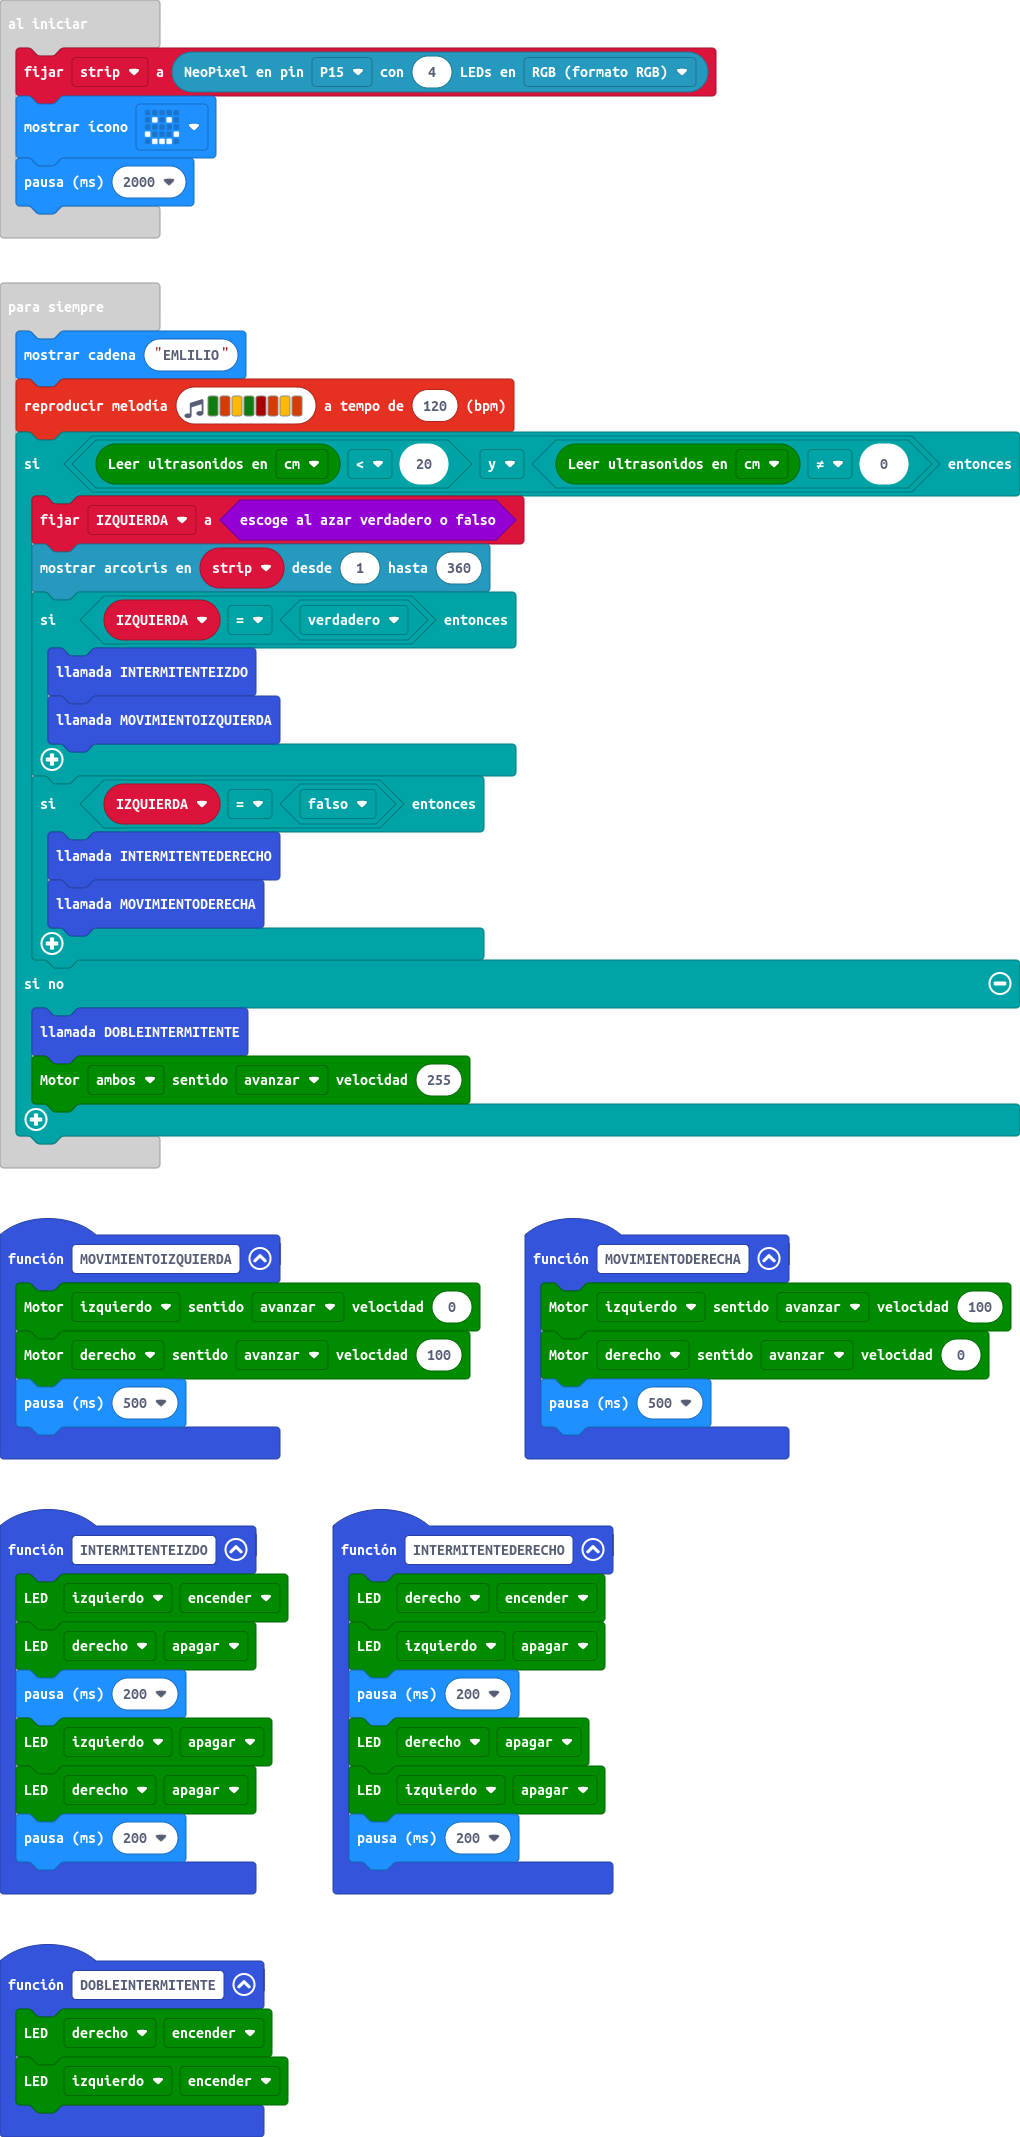 al iniciar
fijar strip a NeoPixel en pin P15 con 4 LEDs en RGB (formato RGB)
mostrar ícono
pausa (ms) 2000
para siempre
mostrar cadena "EMLILIO"
reproducir melodía a tempo de 120 (bpm)
si Leer ultrasonidos en cm < 20 y Leer ultrasonidos en cm ≠ 0 entonces
fijar IZQUIERDA a escoge al azar verdadero o falso
mostrar arcoiris en strip desde 1 hasta 360
si IZQUIERDA = verdadero entonces
llamada INTERMITENTEIZDO
llamada MOVIMIENTOIZQUIERDA
si IZQUIERDA = falso entonces
llamada INTERMITENTEDERECHO
llamada MOVIMIENTODERECHA
si no
llamada DOBLEINTERMITENTE
Motor ambos sentido avanzar velocidad 255
función MOVIMIENTOIZQUIERDA
Motor izquierdo sentido avanzar velocidad 0
Motor derecho sentido avanzar velocidad 100
pausa (ms) 500
función MOVIMIENTODERECHA
Motor izquierdo sentido avanzar velocidad 100
Motor derecho sentido avanzar velocidad 0
pausa (ms) 500
función INTERMITENTEIZDO
LED izquierdo encender
LED derecho apagar
pausa (ms) 200
LED izquierdo apagar
LED derecho apagar
pausa (ms) 200
función INTERMITENTEDERECHO
LED derecho encender
LED izquierdo apagar
pausa (ms) 200
LED derecho apagar
LED izquierdo apagar
pausa (ms) 200
función DOBLEINTERMITENTE
LED derecho encender
LED izquierdo encender